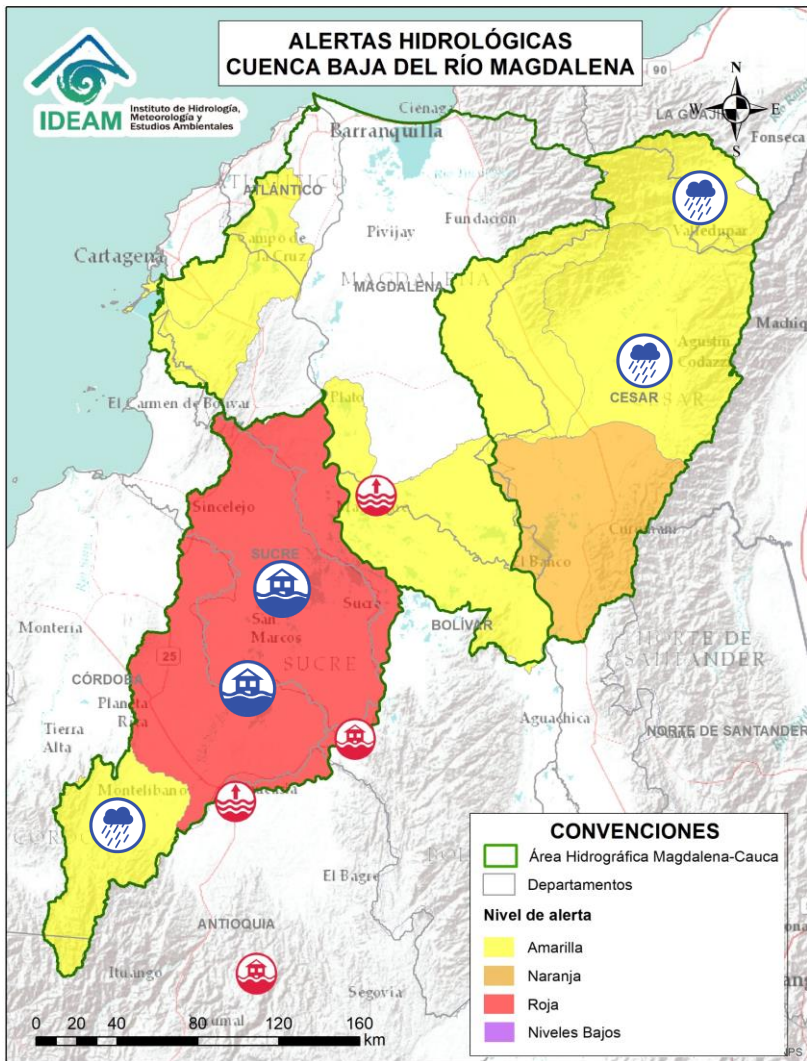 ALERTAS HIDROLÓGICAS
CUENCA BAJA DEL RÍO MAGDALENA
IDEAM
Instituto de Hidrología,
Meteorología y
Estudios Ambientales
N
W
E
S
90
Ciénaga
LA GUAJIRA
Barranquilla
Fonseca
ATLÁNTICO
Fundación
Pivijay
Valledupar
Campo de
la Cruz
Cartagena
MAGDALENA
MAGDALENA
Agustín
Codazzi
CESAR
Plato
El Carmen de Bolívar
Sincelejo
Curumaní
SUCRE
El Banco
Sucre
San
Marcos
BOLÍVAR
Montería
NORTE DE
SANTANDER
SUCRE
25
CÓRDOBA
Planeta
Rica
Aguachica
Tierra
Alta
NORTE DE SANTANDER
Montelíbano
El Bagre
ANTIOQUIA
Ituango
Segovia
CONVENCIONES
Área Hidrográfica Magdalena-Cauca
Departamentos
Nivel de alerta
Amarilla
Naranja
Roja
Niveles Bajos
0 20 40 80 120 160
km